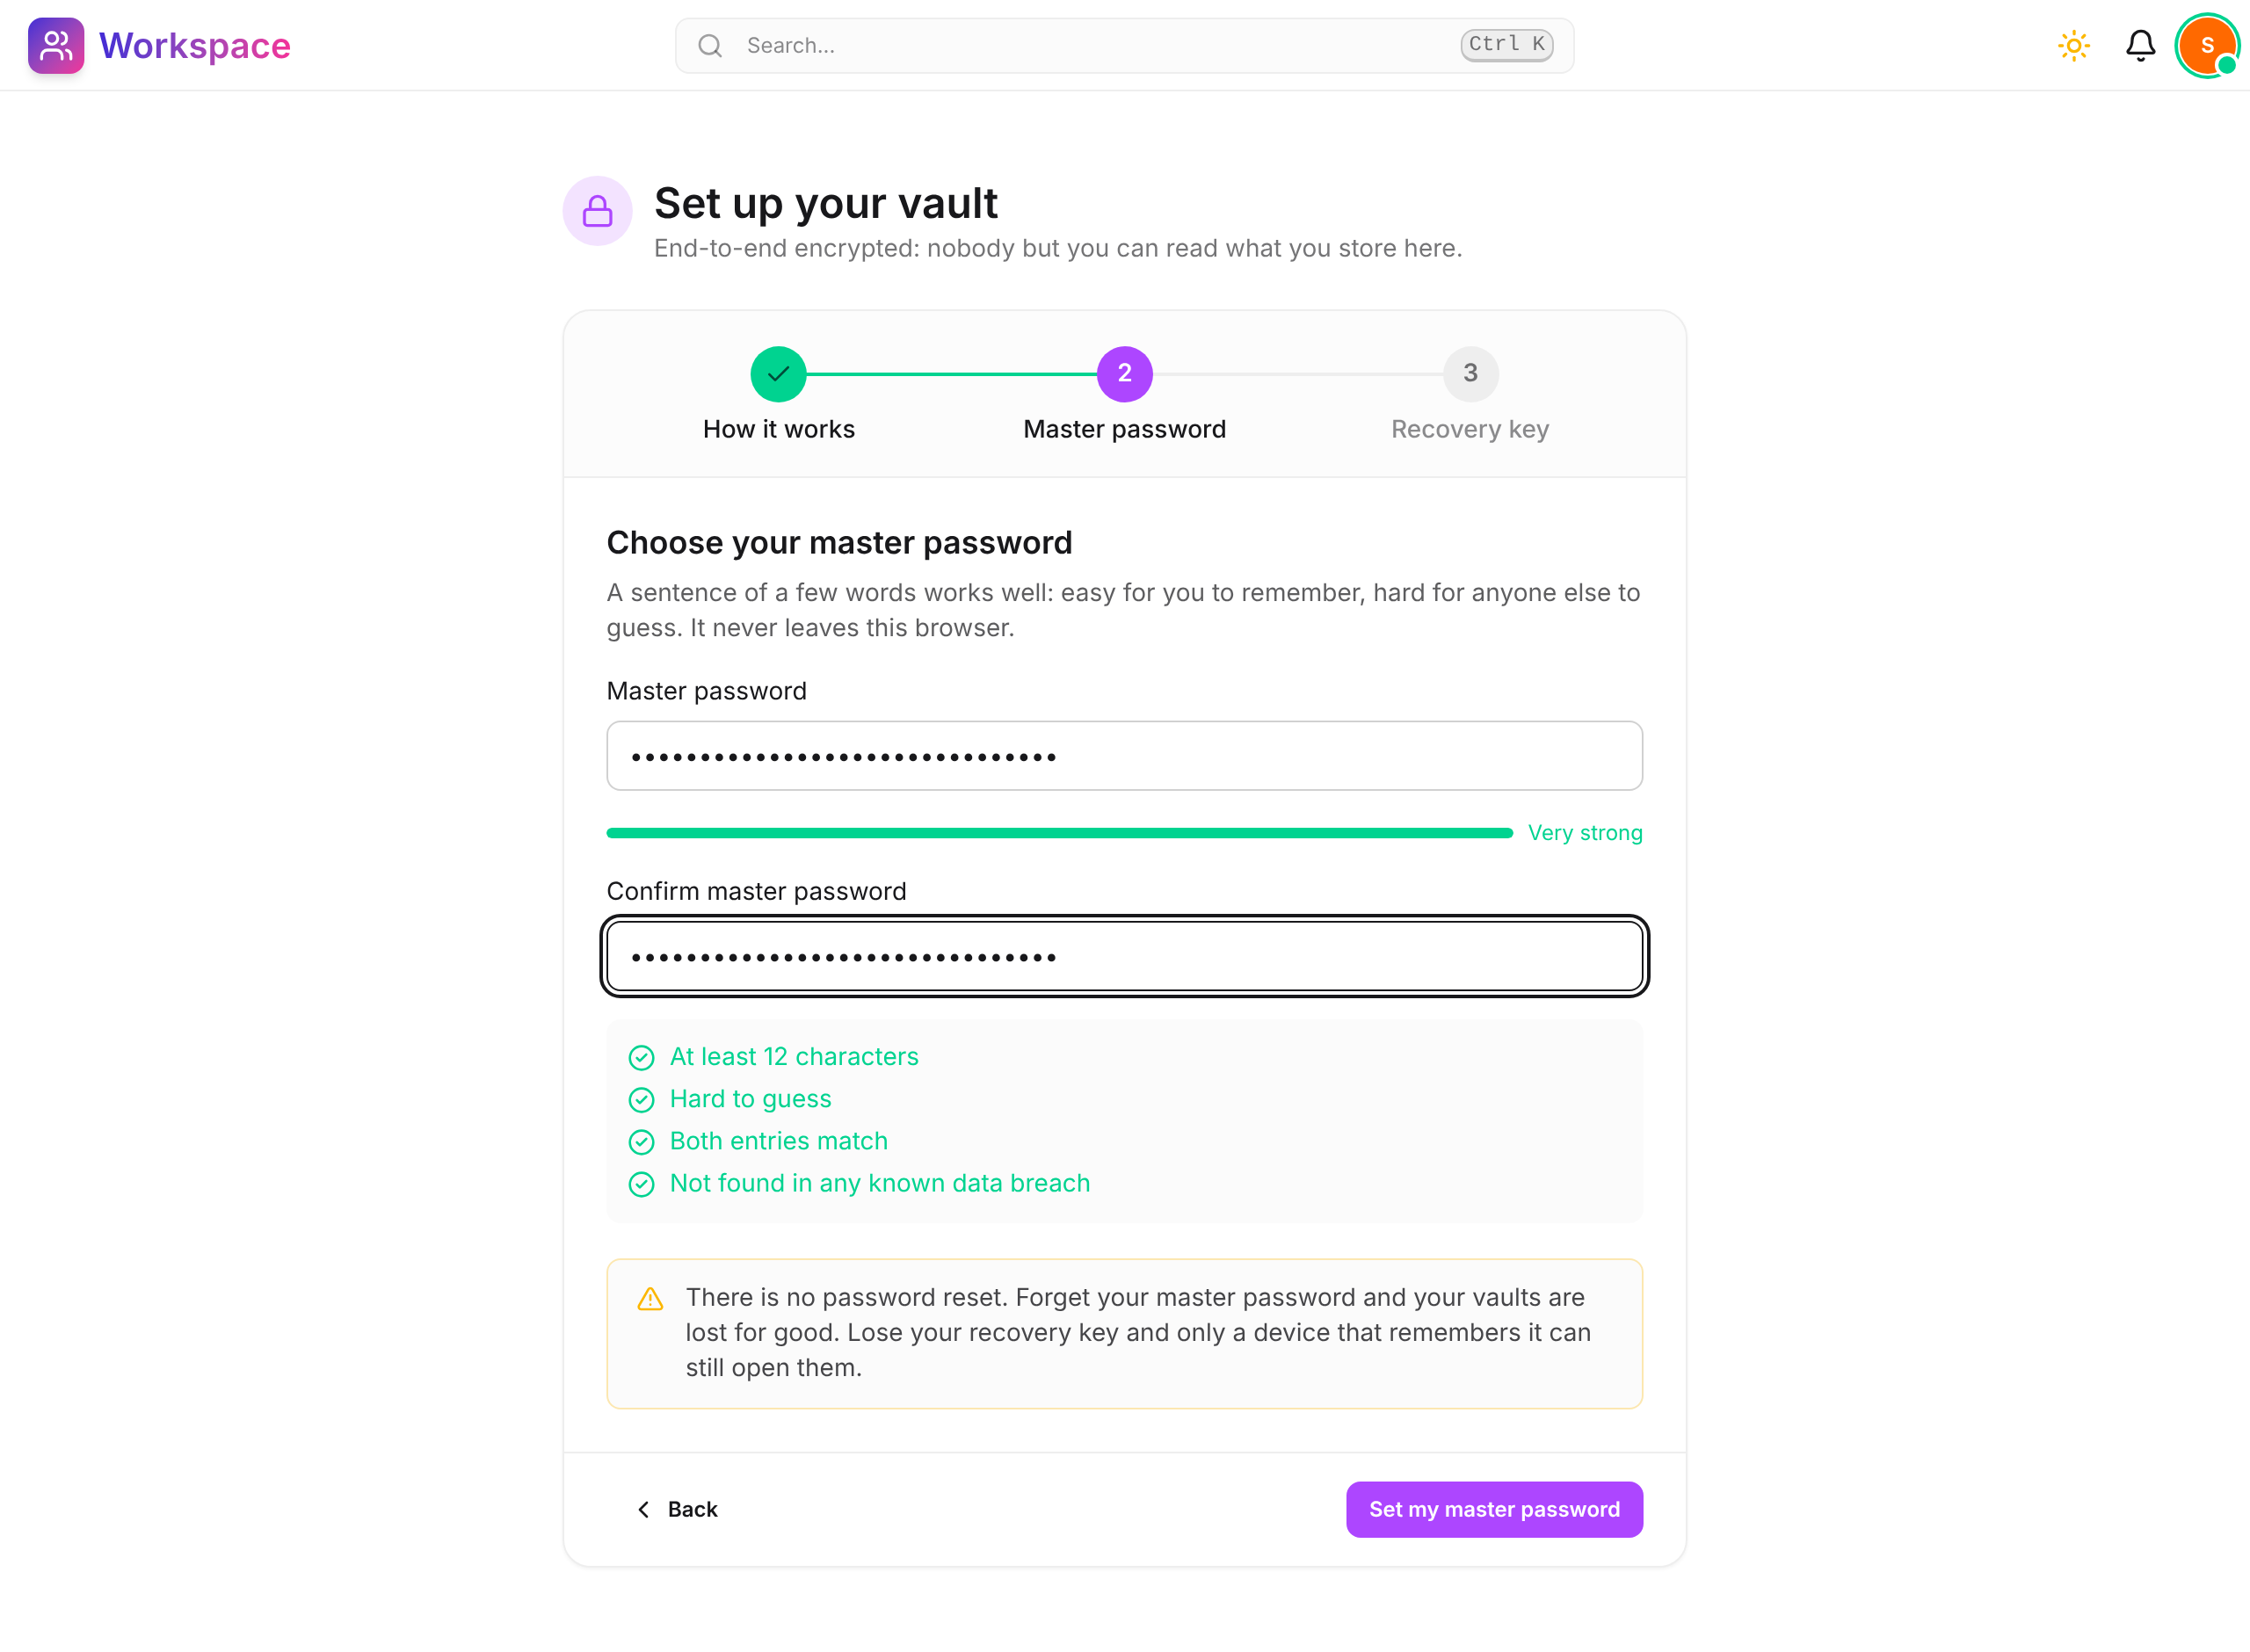 Workspace
Search...
Ctrl K
S
Set up your vault
End-to-end encrypted: nobody but you can read what you store here.
2
3
How it works
Master password
Recovery key
Choose your master password
A sentence of a few words works well: easy for you to remember, hard for anyone else to
guess. It never leaves this browser.
Master password
•••••••••••••••••••••••••••••••
Very strong
Confirm master password
•••••••••••••••••••••••••••••••
At least 12 characters
Hard to guess
Both entries match
Not found in any known data breach
There is no password reset. Forget your master password and your vaults are
lost for good. Lose your recovery key and only a device that remembers it can
still open them.
Back
Set my master password